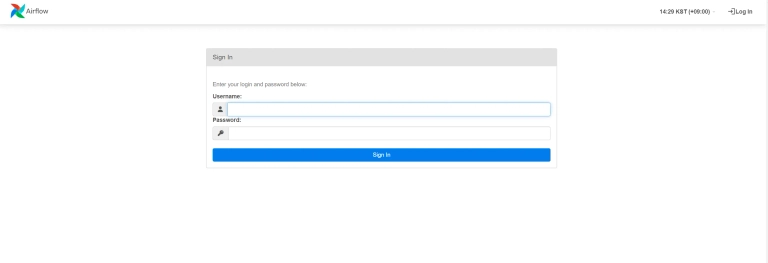 Airflow
14:29 KST (+09:00)
Log In
Sign In
Enter your login and password below
Username:
Password:
Sign In